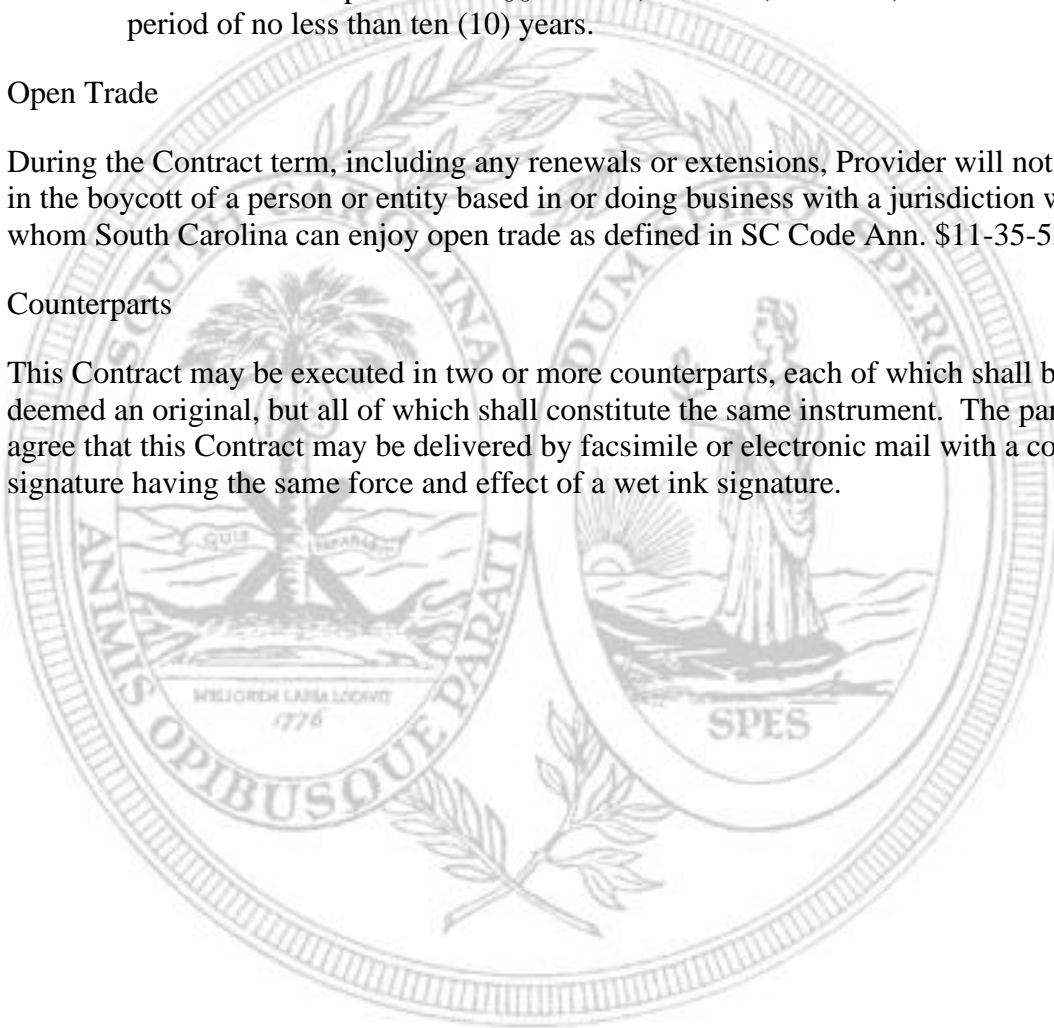 period of no less than ten (10) years.
Open Trade
During the Contract term, including any renewals or extensions, Provider will not
in the boycott of a person or entity based in or doing business with a jurisdiction
whom South Carolina can enjoy open trade as defined in SC Code Ann. $11-35-5
Counterparts
This Contract may be executed in two or more counterparts, each of which shall b
deemed an original, but all of which shall constitute the same instrument.  The par
agree that this Contract may be delivered by facsimile or electronic mail with a co
signature having the same force and effect of a wet ink signature.
SOUTH CAROLINA
DUM SPIRO SPERO
QUIS SEPARABIT
ANIMIS OPIBUSQUE PARATI
MELIOREM LAPSA LOCAVIT
1776
SPES